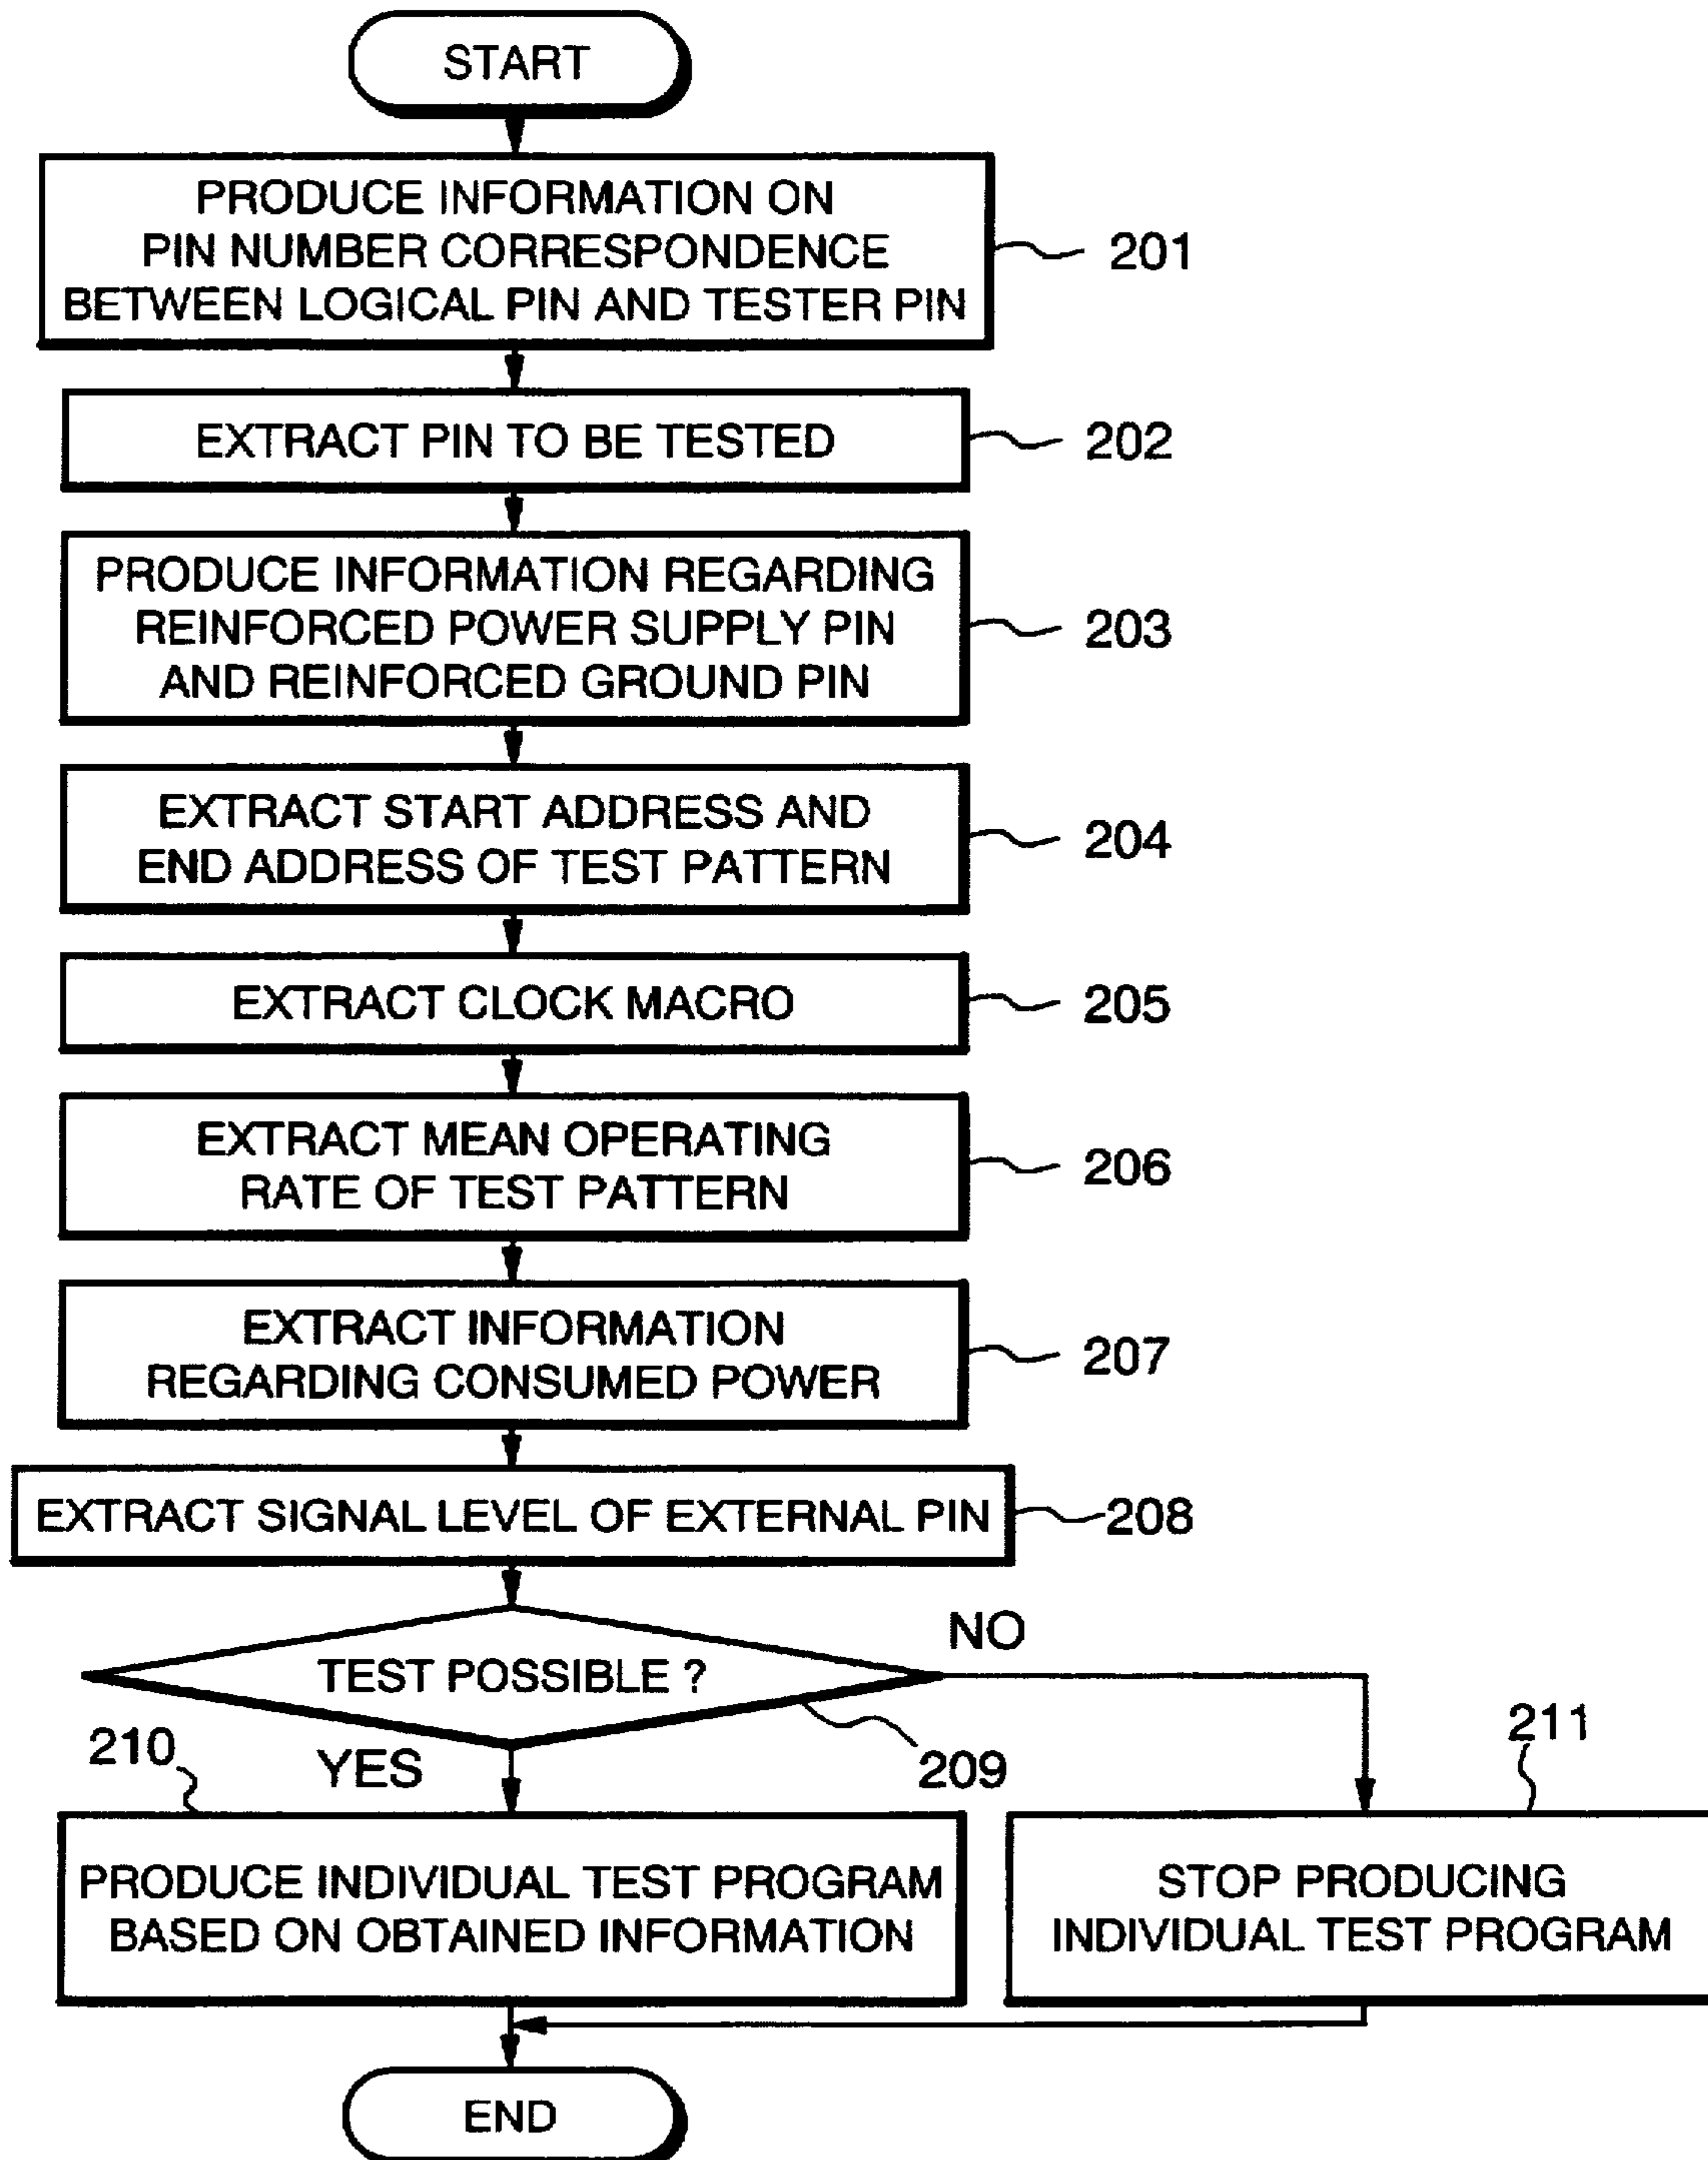 START
PRODUCE INFORMATION ON
PIN NUMBER CORRESPONDENCE
BETWEEN LOGICAL PIN AND TESTER PIN
201
EXTRACT PIN TO BE TESTED
202
PRODUCE INFORMATION REGARDING
REINFORCED POWER SUPPLY PIN
AND REINFORCED GROUND PIN
203
EXTRACT START ADDRESS AND
END ADDRESS OF TEST PATTERN
204
EXTRACT CLOCK MACRO
205
EXTRACT MEAN OPERATING
RATE OF TEST PATTERN
206
EXTRACT INFORMATION
REGARDING CONSUMED POWER
207
EXTRACT SIGNAL LEVEL OF EXTERNAL PIN
208
TEST POSSIBLE ?
NO
209
YES
210
211
PRODUCE INDIVIDUAL TEST PROGRAM
BASED ON OBTAINED INFORMATION
STOP PRODUCING
INDIVIDUAL TEST PROGRAM
END